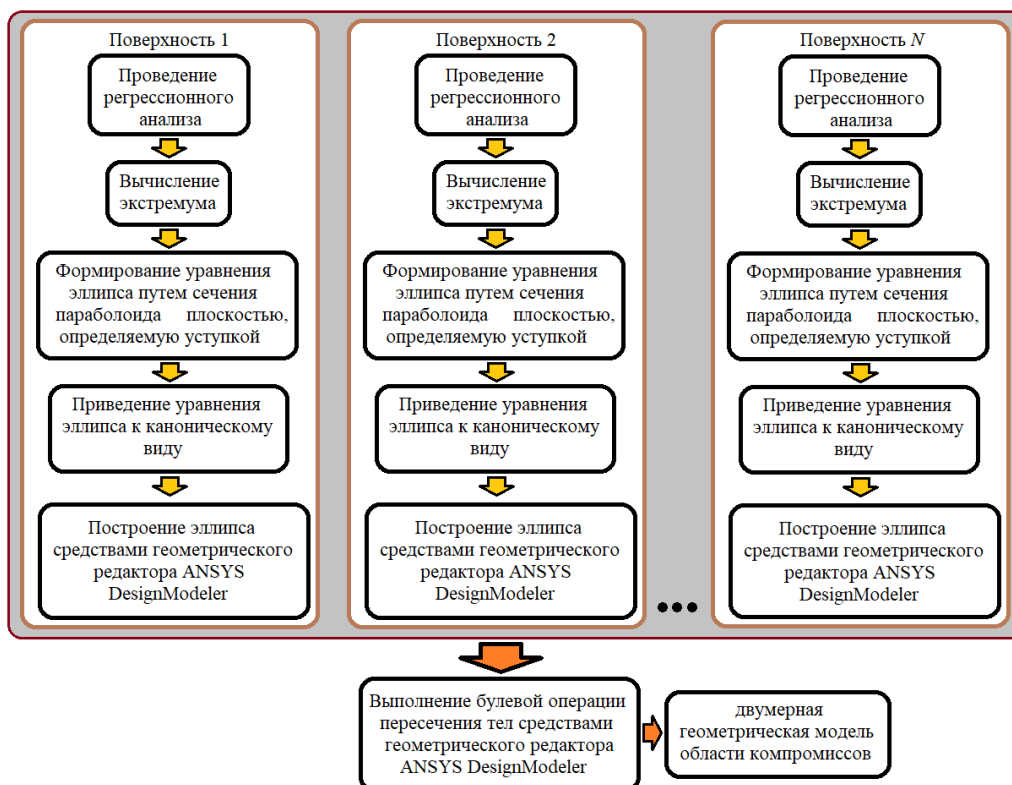 Поверхность 1
Проведение
регрессионного
анализа
Вычисление
экстремума
Формирование уравнения
эллипса путем сечения
параболоида плоскостью,
определяемую уступкой
Приведение уравнения
эллипса к каноническому
виду
Построение эллипса
средствами геометрического
редактора ANSYS
DesignModeler
Поверхность 2
Проведение
регрессионного
анализа
Вычисление
экстремума
Формирование уравнения
эллипса путем сечения
параболоида плоскостью,
определяемую уступкой
Приведение уравнения
эллипса к каноническому
виду
Построение эллипса
средствами геометрического
редактора ANSYS
DesignModeler
...
Поверхность N
Проведение
регрессионного
анализа
Вычисление
экстремума
Формирование уравнения
эллипса путем сечения
параболоида плоскостью,
определяемую уступкой
Приведение уравнения
эллипса к каноническому
виду
Построение эллипса
средствами геометрического
редактора ANSYS
DesignModeler
Выполнение булевой операции
пересечения тел средствами
геометрического редактора
ANSYS DesignModeler
двумерная
геометрическая модель
области компромиссов